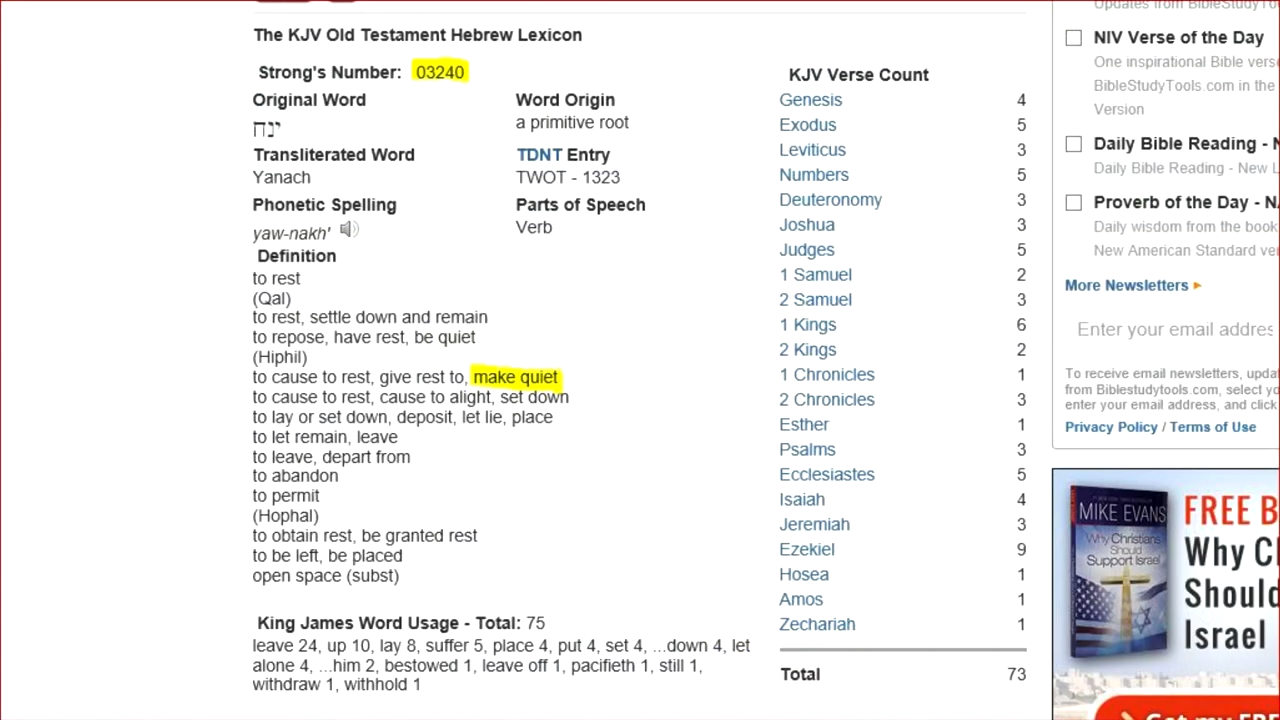 The KJV Old Testament Hebrew Lexicon
Strong's Number: 03240
Original Word
ינח
Transliterated Word
Yanach
Phonetic Spelling
yaw-nakh'
Word Origin
a primitive root
TDNT Entry
TWOT - 1323
Parts of Speech
Verb
Definition
to rest
(Qal)
to rest, settle down and remain
to repose, have rest, be quiet
(Hiphil)
to cause to rest, give rest to, make quiet
to cause to rest, cause to alight, set down
to lay or set down, deposit, let lie, place
to let remain, leave
to leave, depart from
to abandon
to permit
(Hophal)
to obtain rest, be granted rest
to be left, be placed
open space (subst)
King James Word Usage - Total: 75
leave 24, up 10, lay 8, suffer 5, place 4, put 4, set 4, ...down 4, let
alone 4, ...him 2, bestowed 1, leave off 1, pacifieth 1, still 1,
withdraw 1, withhold 1
KJV Verse Count
Genesis 4
Exodus 5
Leviticus 3
Numbers 5
Deuteronomy 3
Joshua 3
Judges 5
1 Samuel 2
2 Samuel 3
1 Kings 6
2 Kings 2
1 Chronicles 1
2 Chronicles 3
Esther 1
Psalms 3
Ecclesiastes 5
Isaiah 4
Jeremiah 3
Ezekiel 9
Hosea 1
Amos 1
Zechariah 1
Total 73
Updates from BibleStudyToo
NIV Verse of the Day
One inspirational Bible vers
BibleStudyTools.com in the
Version
Daily Bible Reading - N
Daily Bible Reading - New L
Proverb of the Day - NA
Daily wisdom from the book
New American Standard ve
More Newsletters
Enter your email addres
To receive email newsletters, updat
from Biblestudytools.com, select yo
enter your email address, and click
Privacy Policy / Terms of Use
MIKE EVANS
Why Christians
Should
Support Israel
FREE B
Why Ch
Should
Israel
Get my FRE